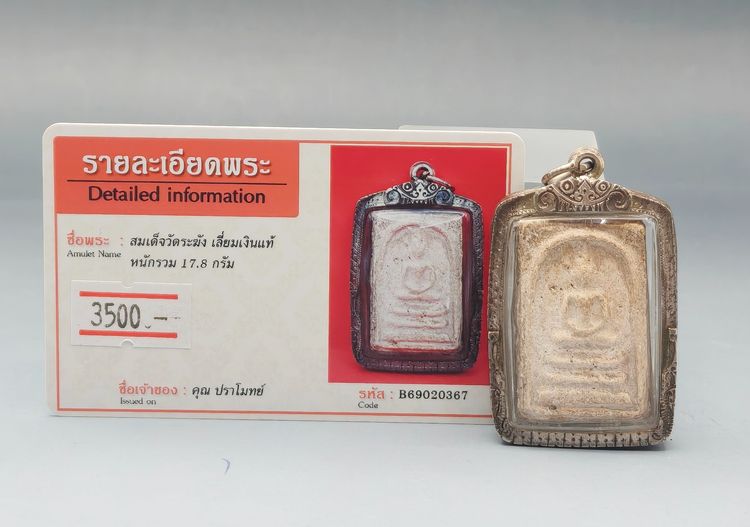 รายละเอียดพระ
Detailed information
ชื่อพระ : สมเด็จวัดระฆัง เลี่ยมเงินแท้
Amulet Name
หนักรวม 17.8 กรัม
3500.-
ชื่อเจ้าของ : คุณ ปราโมทย์
Issued on
รหัส : B69020367
Code